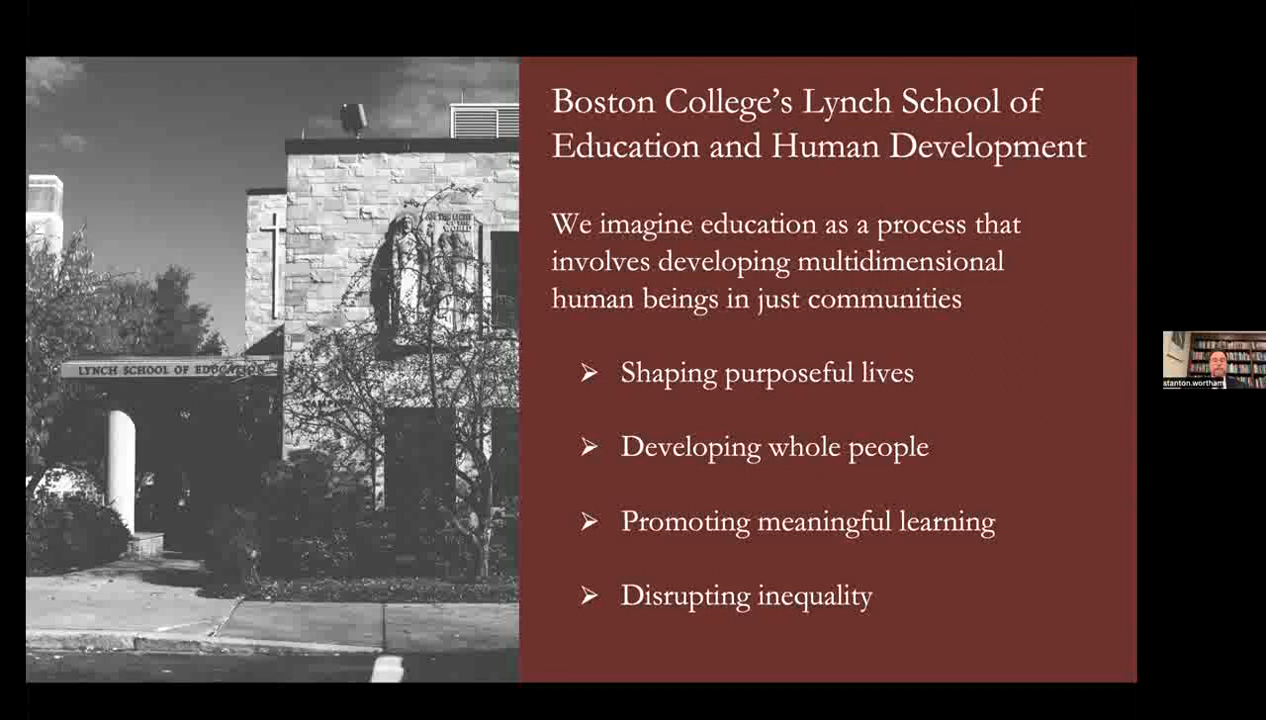 Boston College’s Lynch School of
Education and Human Development
We imagine education as a process that
involves developing multidimensional
human beings in just communities
Shaping purposeful lives
Developing whole people
Promoting meaningful learning
Disrupting inequality
LYNCH SCHOOL OF EDUCATION
stanton.wortham